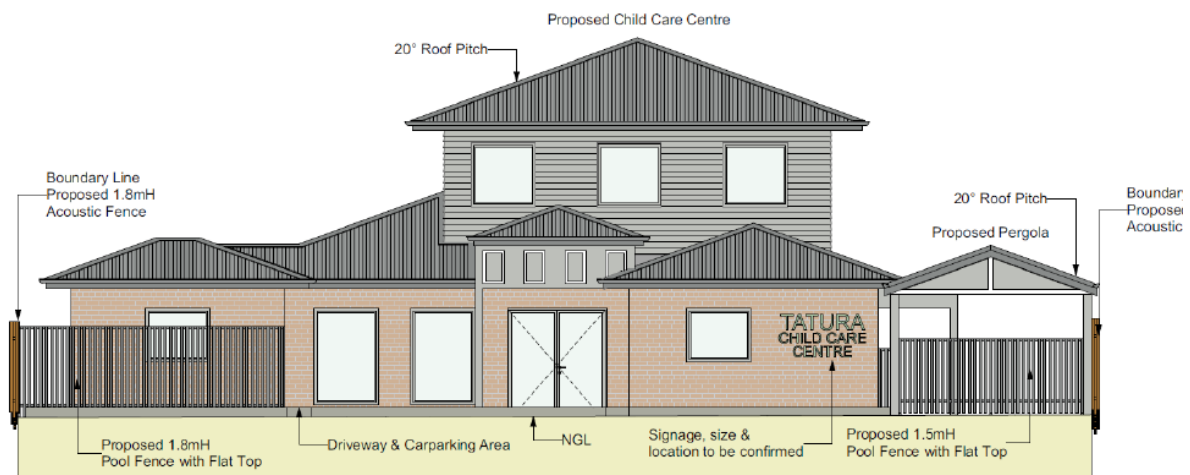 Proposed Child Care Centre
20° Roof Pitch
Boundary Line
Proposed 1.8mH
Acoustic Fence
20° Roof Pitch
Proposed Pergola
Boundary
Proposed
Acoustic
TATURA
CHILD CARE
CENTRE
Proposed 1.8mH
Pool Fence with Flat Top
Driveway & Carparking Area
NGL
Signage, size &
location to be confirmed
Proposed 1.5mH
Pool Fence with Flat Top